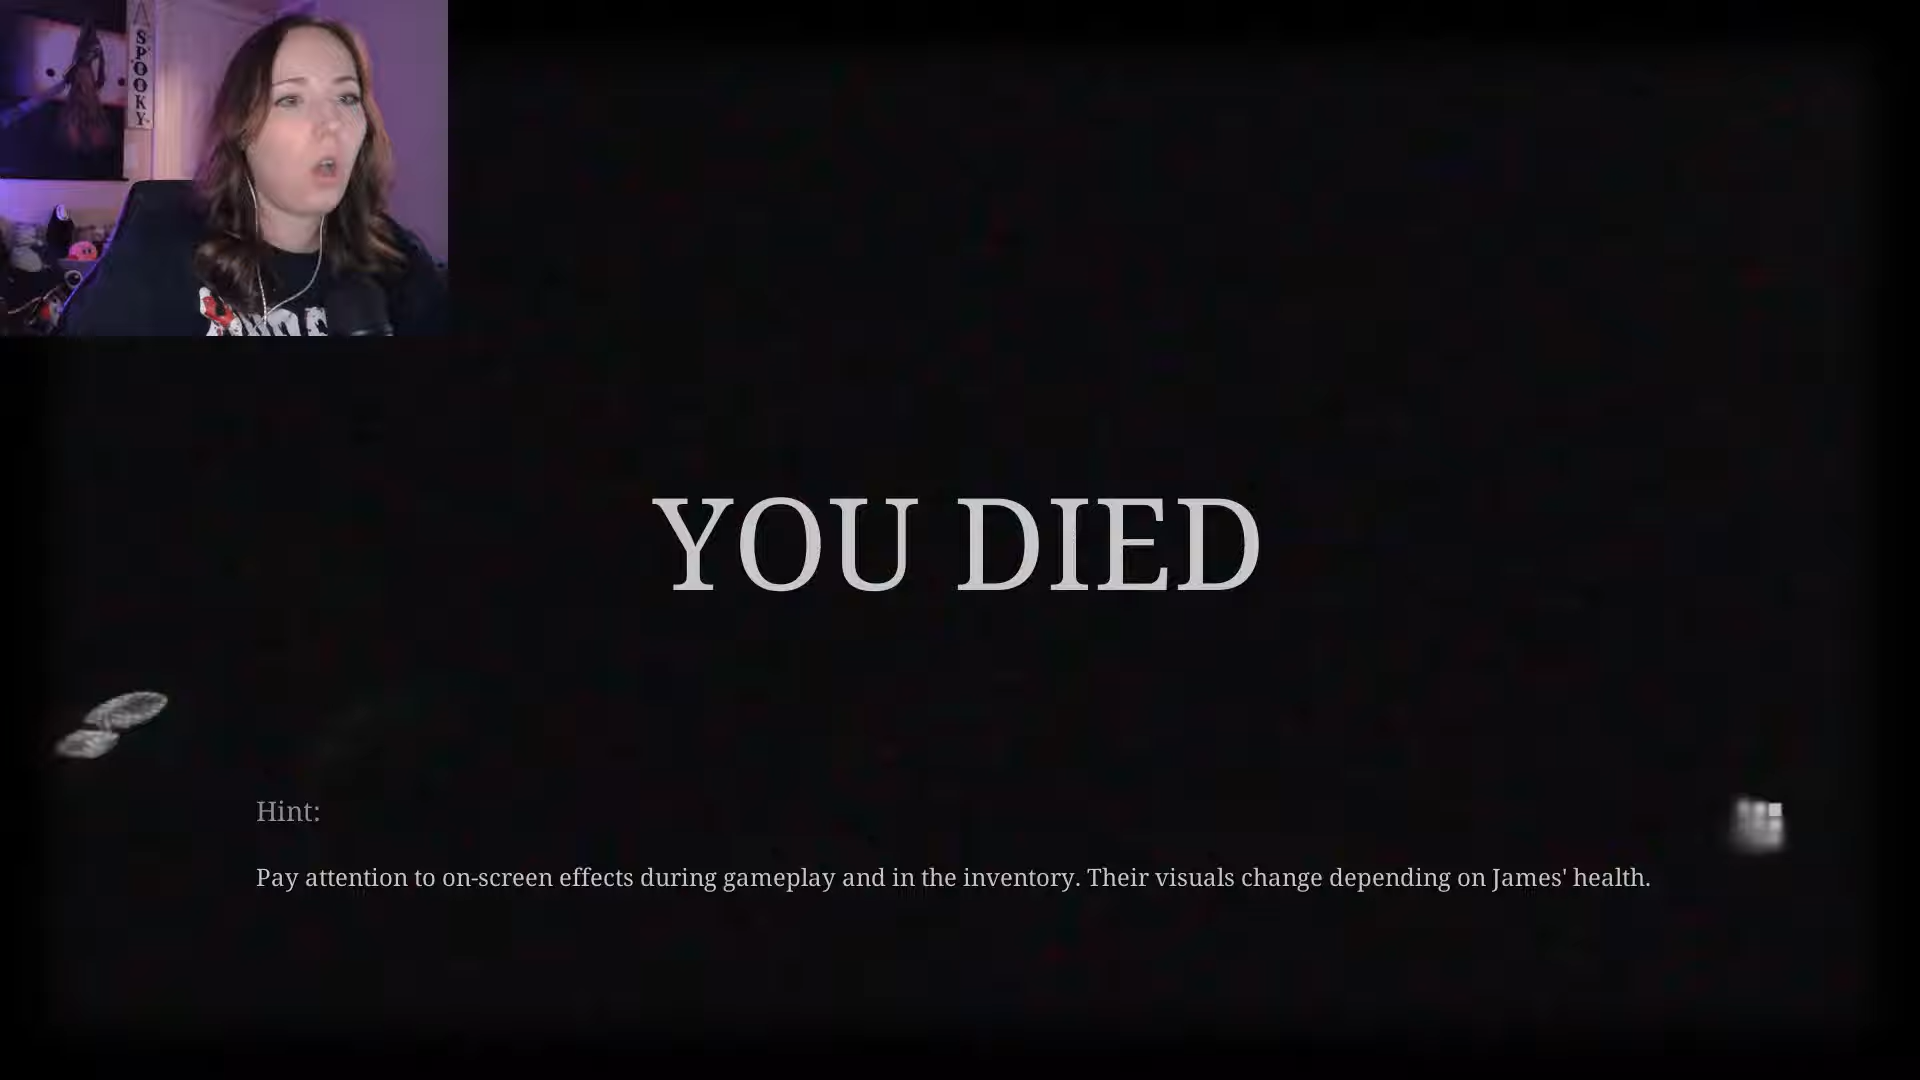 SPOOKY
YOU DIED
Hint:
Pay attention to on-screen effects during gameplay and in the inventory. Their visuals change depending on James' health.